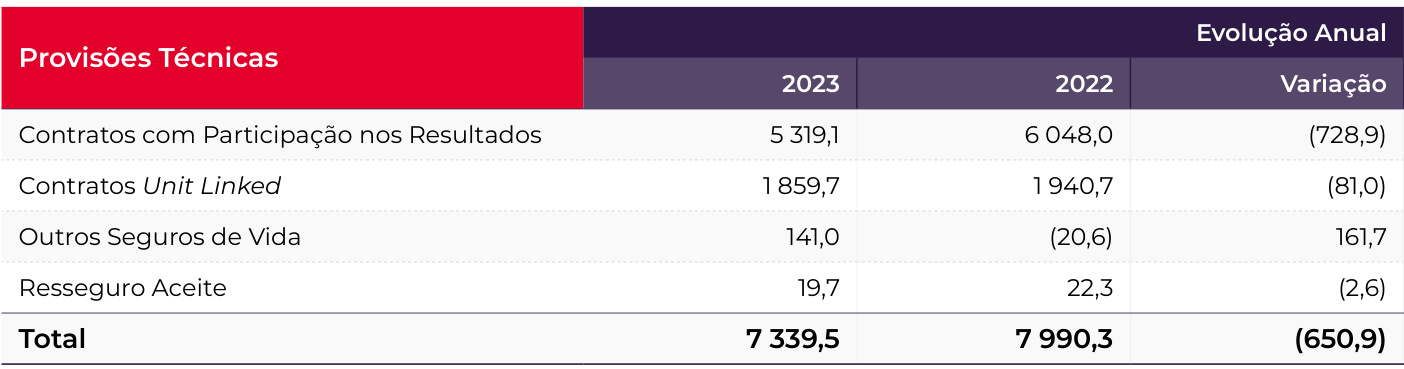 Provisões Técnicas
Evolução Anual
2023 2022 Variação
Contratos com Participação nos Resultados 5 319,1 6 048,0 (728,9)
Contratos Unit Linked 1 859,7 1 940,7 (81,0)
Outros Seguros de Vida 141,0 (20,6) 161,7
Resseguro Aceite 19,7 22,3 (2,6)
Total 7 339,5 7 990,3 (650,9)